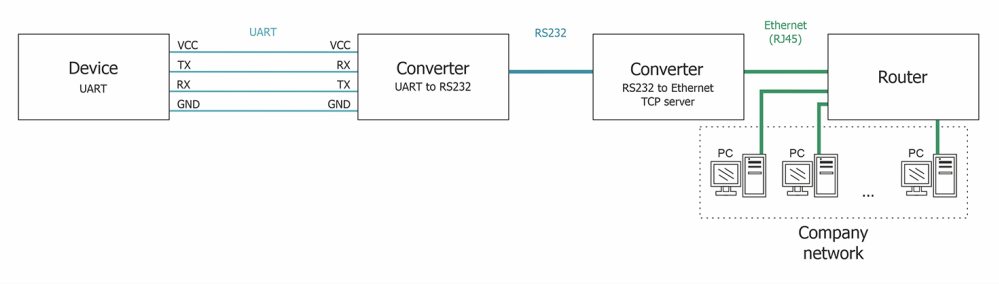 UART
RS232
Ethernet
(RJ45)
Device
UART
VCC
TX
RX
GND
VCC
RX
TX
GND
Converter
UART to RS232
Converter
RS232 to Ethernet
TCP server
Router
PC
PC
...
PC
Company
network